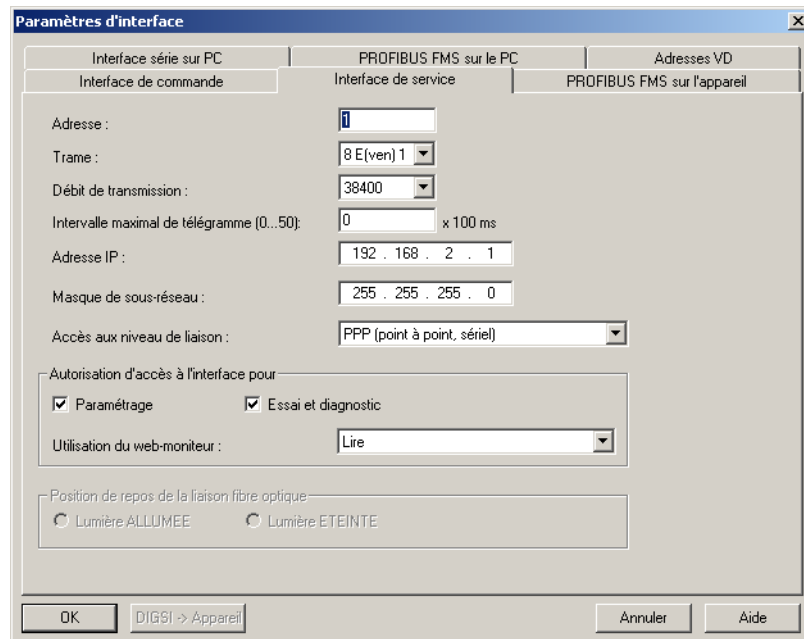 Paramètres d'interface
Interface série sur PC PROFIBUS FMS sur le PC Adresses VD
Interface de commande Interface de service PROFIBUS FMS sur l'appareil
Adresse : 1
Trame : 8 E(ven) 1
Débit de transmission : 38400
Intervalle maximal de télégramme (0...50): 0 x 100 ms
Adresse IP : 192 . 168 . 2 . 1
Masque de sous-réseau : 255 . 255 . 255 . 0
Accès aux niveau de liaison : PPP (point à point, sériel)
Autorisation d'accès à l'interface pour
Paramétrage Essai et diagnostic
Utilisation du web-moniteur : Lire
Position de repos de la liaison fibre optique
Lumière ALLUMEE Lumière ETEINTE
OK DIGSI -> Appareil Annuler Aide